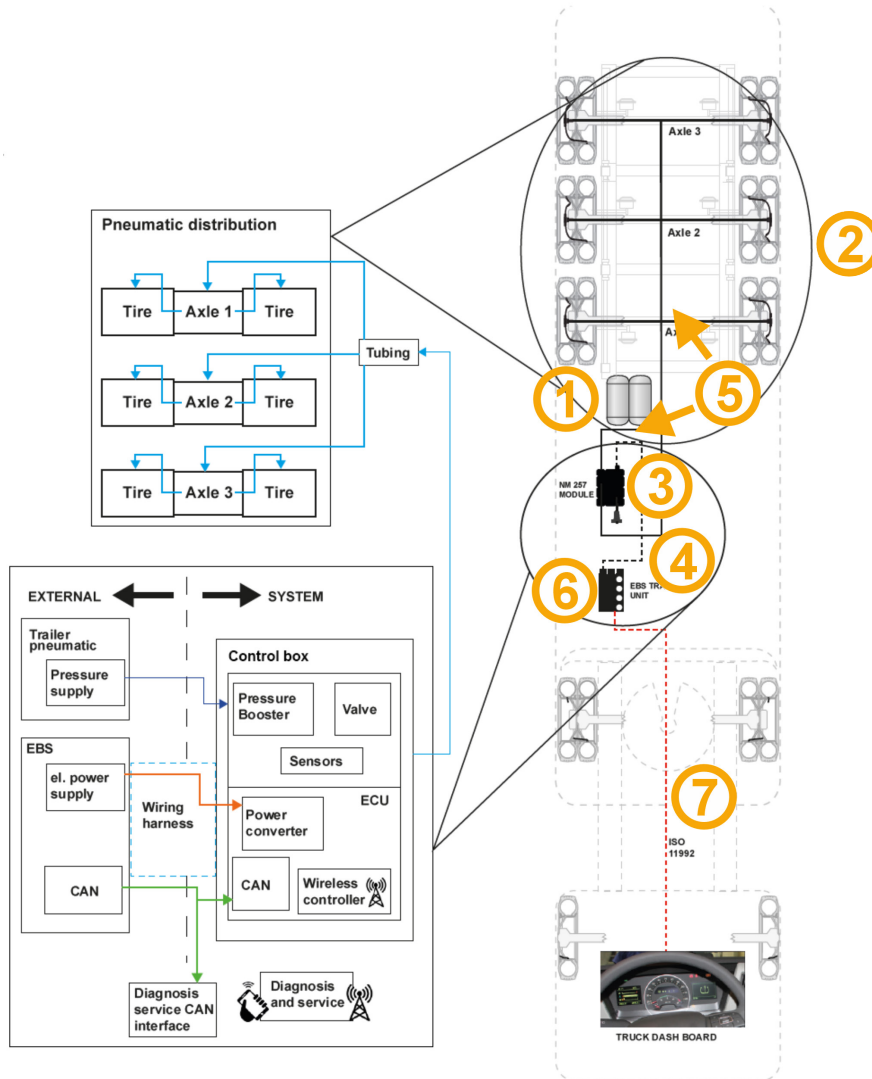 Pneumatic distribution
Tire
Axle 1
Tire
Tire
Axle 2
Tire
Tire
Axle 3
Tire
Tubing
EXTERNAL
SYSTEM
Trailer
pneumatic
Pressure
supply
EBS
el. power
supply
CAN
Wiring
harness
Control box
Pressure
Booster
Valve
Sensors
ECU
Power
converter
CAN
Wireless
controller
Diagnosis
service CAN
interface
Diagnosis
and service
Axle 3
Axle 2
2
1
5
3
NM 257
MODULE
4
6
EBS
UNIT
7
ISO
11992
TRUCK DASH BOARD